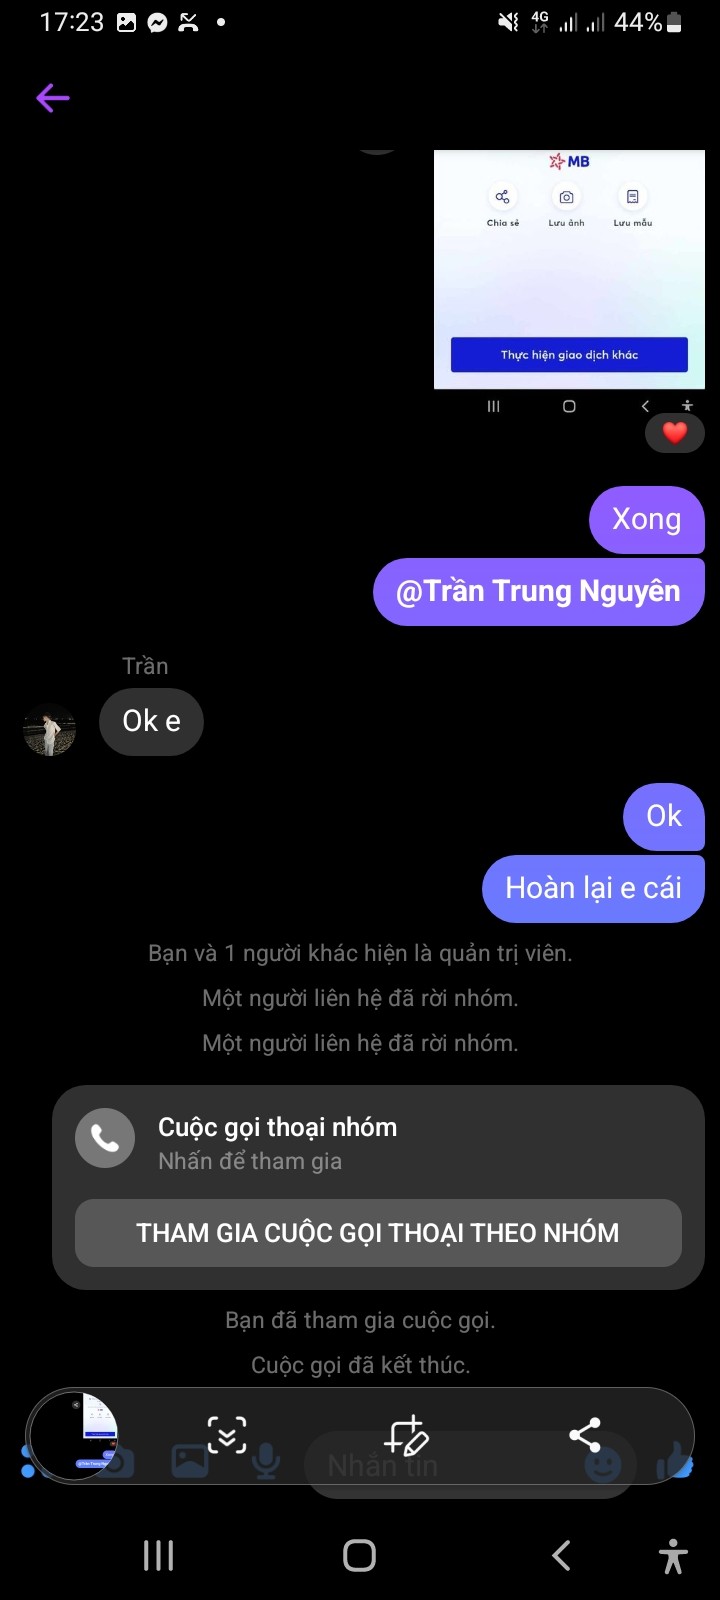 17:23
4G
44%
MB
Chia sẻ
Lưu ảnh
Lưu mẫu
Thực hiện giao dịch khác
Xong
@Trần Trung Nguyên
Trần
Ok e
Ok
Hoàn lại e cái
Bạn và 1 người khác hiện là quản trị viên.
Một người liên hệ đã rời nhóm.
Một người liên hệ đã rời nhóm.
Cuộc gọi thoại nhóm
Nhấn để tham gia
THAM GIA CUỘC GỌI THOẠI THEO NHÓM
Bạn đã tham gia cuộc gọi.
Cuộc gọi đã kết thúc.
Nhắn tin